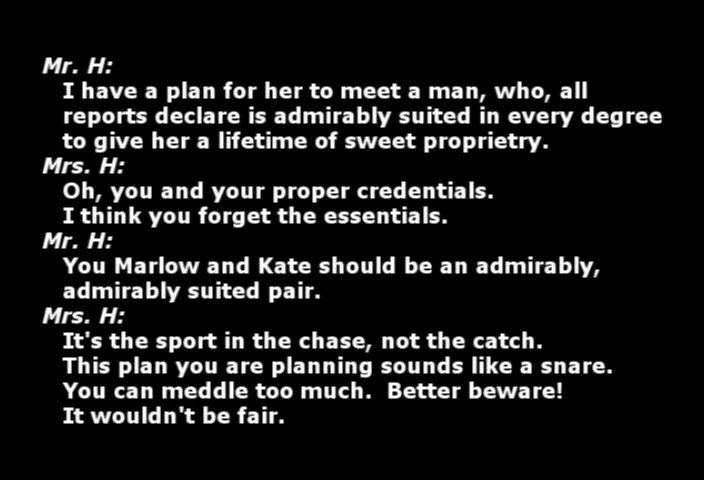 Mr. H:
I have a plan for her to meet a man, who, all
reports declare is admirably suited in every degree
to give her a lifetime of sweet proprietry.
Mrs. H:
Oh, you and your proper credentials.
I think you forget the essentials.
Mr. H:
You Marlow and Kate should be an admirably,
admirably suited pair.
Mrs. H:
It's the sport in the chase, not the catch.
This plan you are planning sounds like a snare.
You can meddle too much.  Better beware!
It wouldn't be fair.